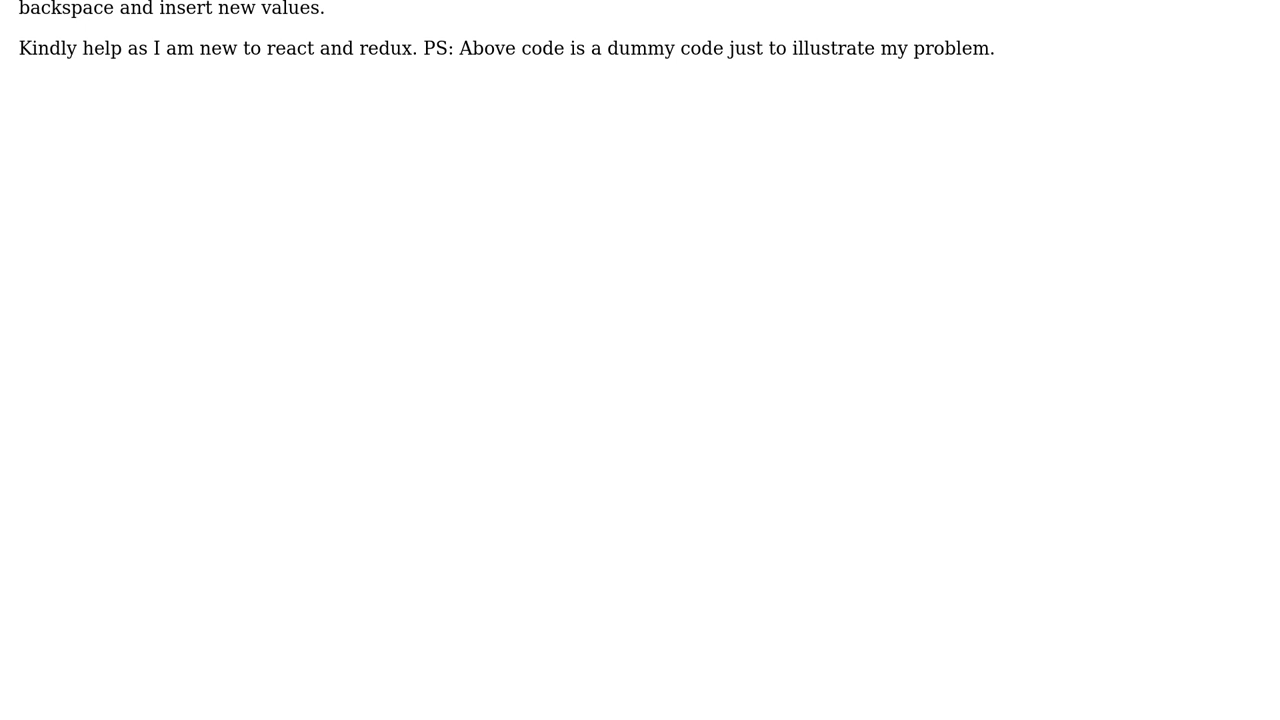 backspace and insert new values.
Kindly help as I am new to react and redux. PS: Above code is a dummy code just to illustrate my problem.